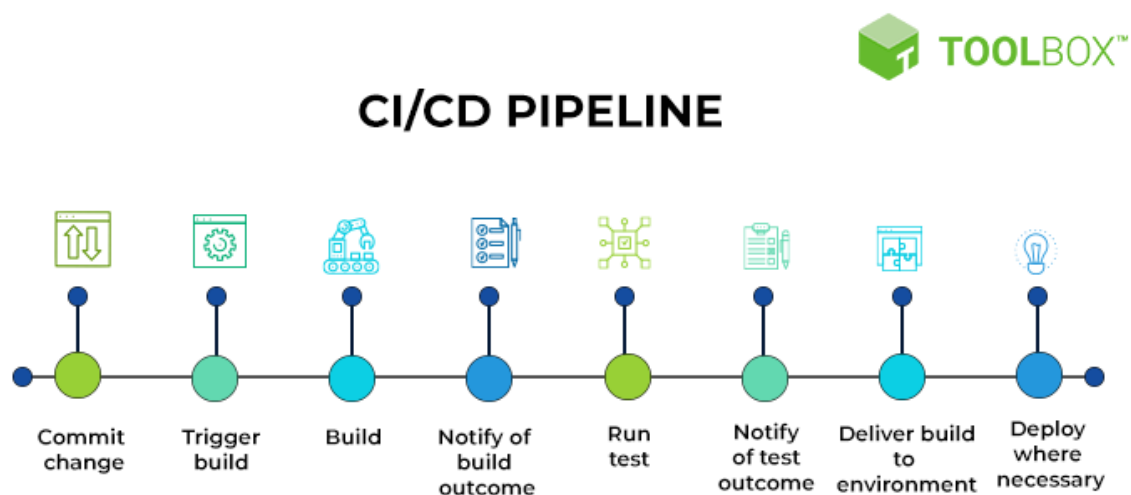 T TOOLBOX™
CI/CD PIPELINE
Commit
change
Trigger
build
Build
Notify of
build
outcome
Run
test
Notify
of test
outcome
Deliver build
to
environment
Deploy
where
necessary